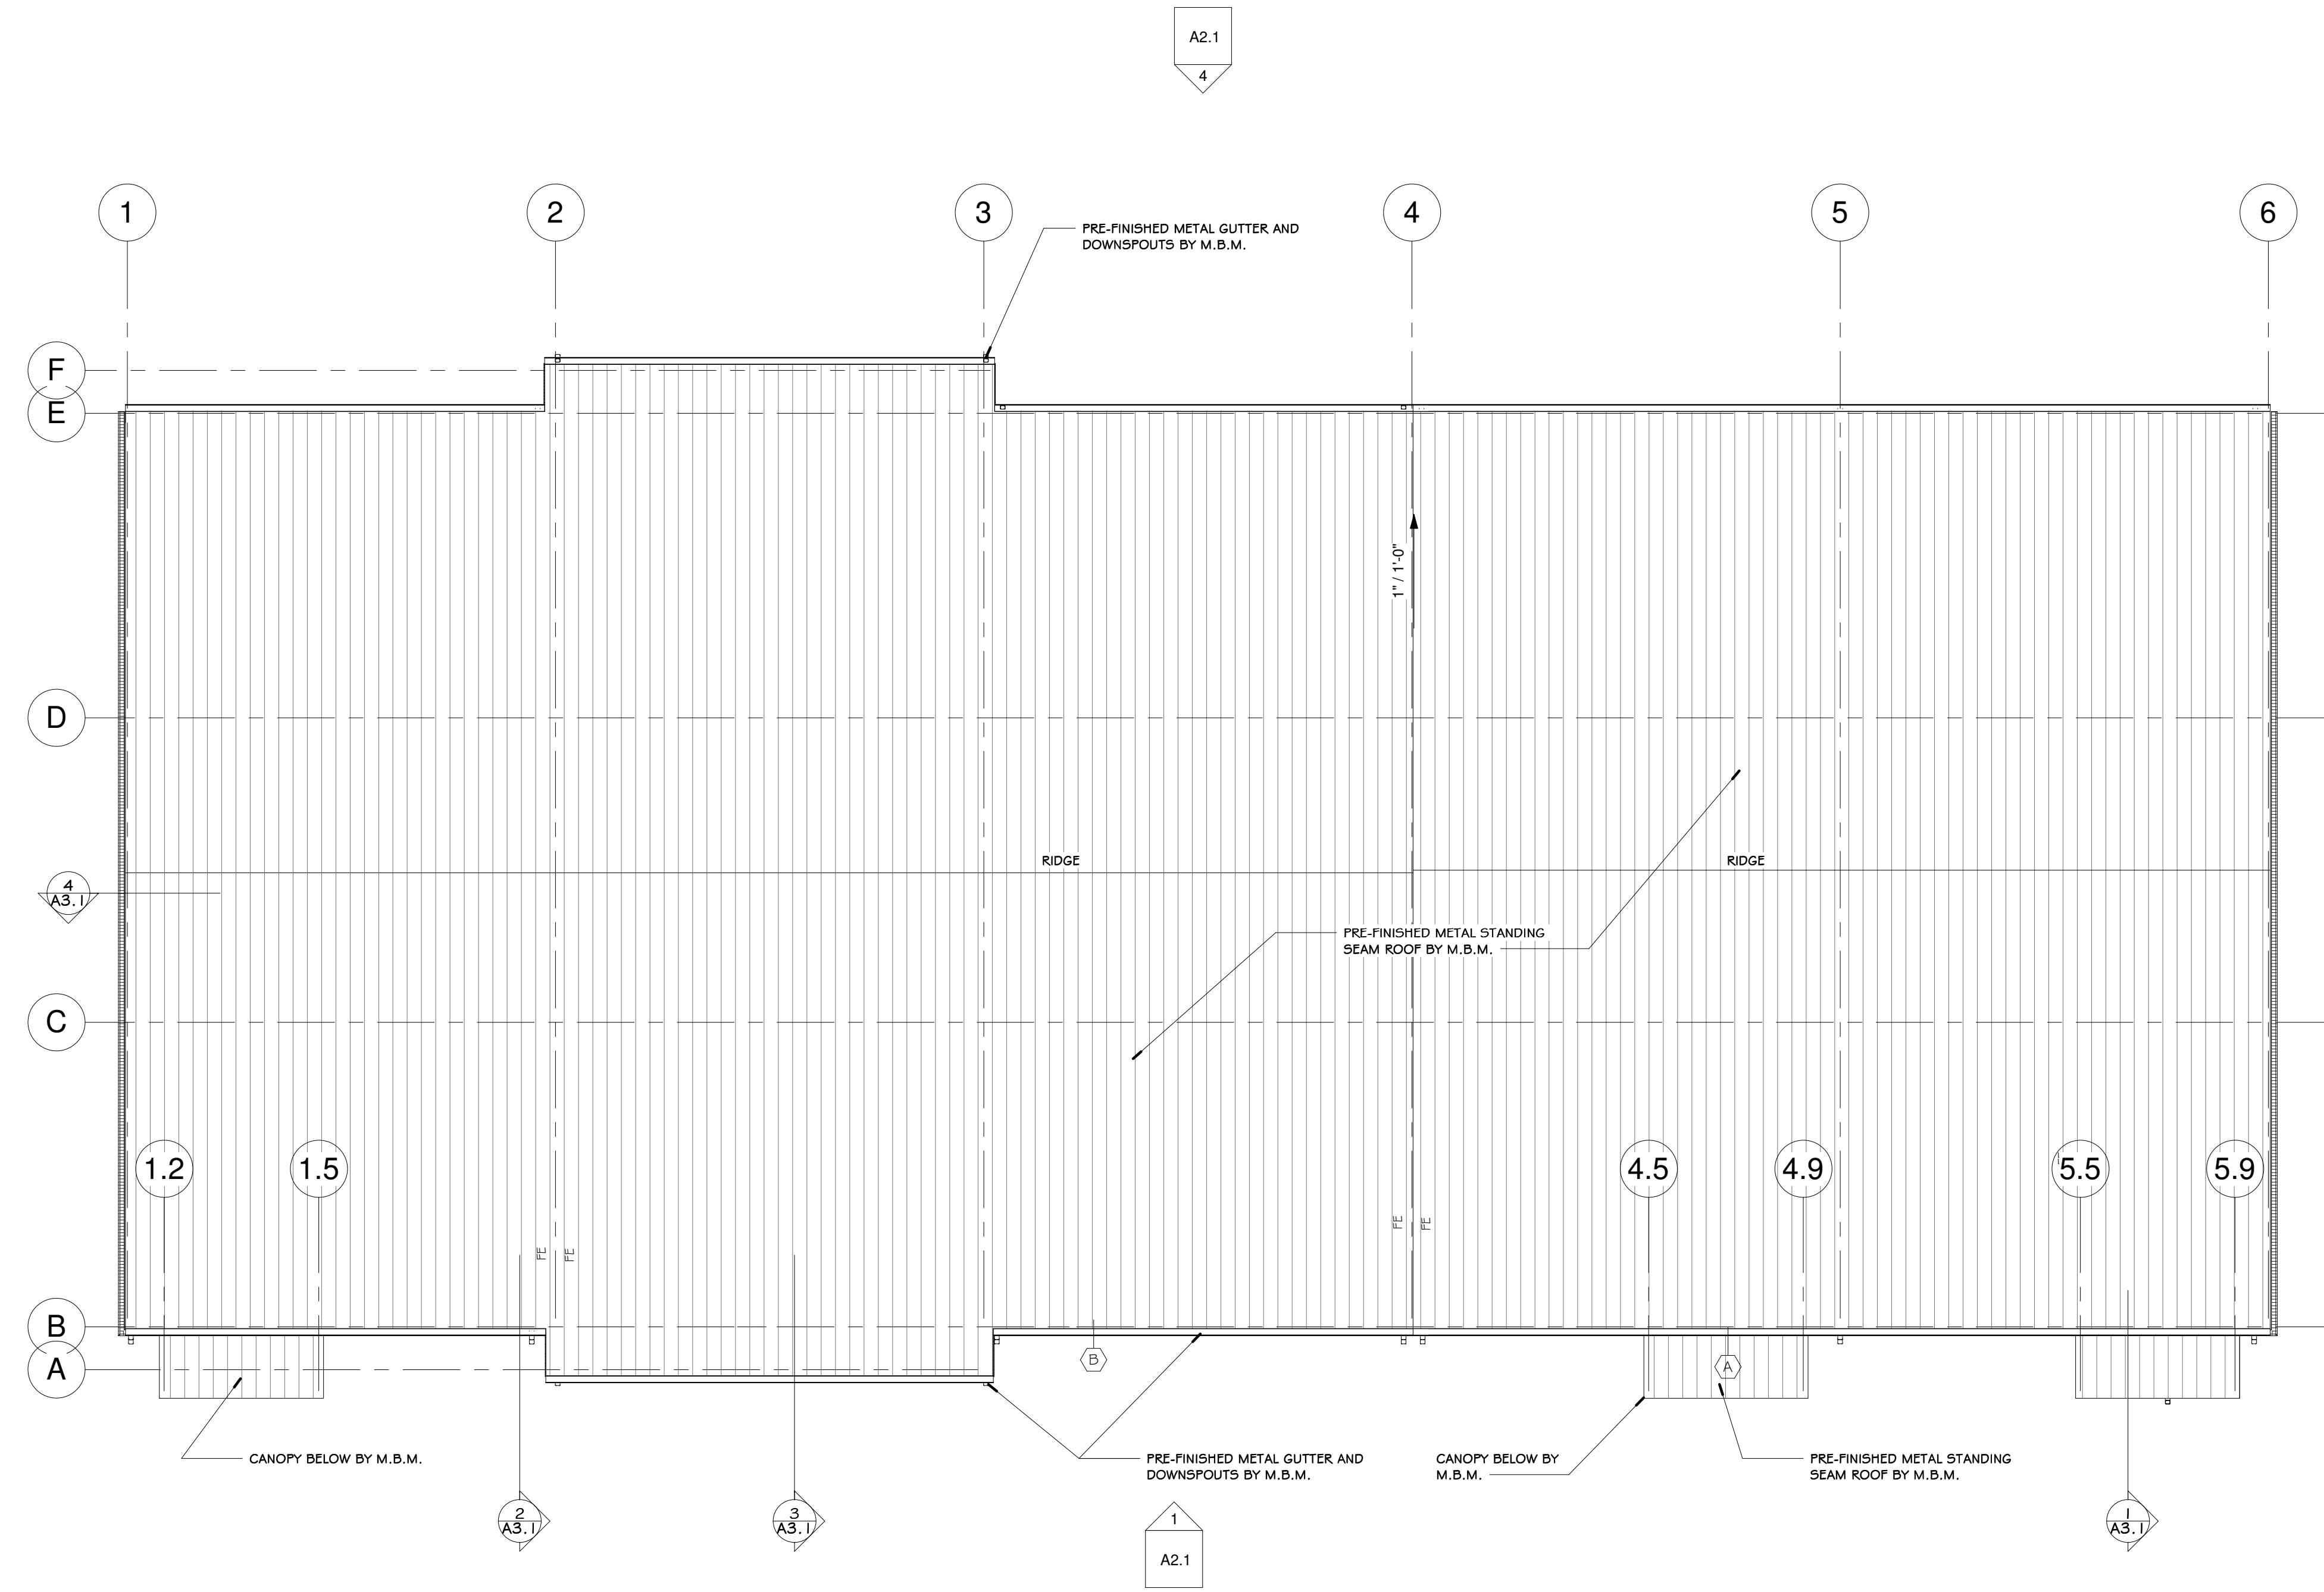 A2.1
4
1
2
3
4
5
6
PRE-FINISHED METAL GUTTER AND
DOWNSPOUTS BY M.B.M.
F
E
1" / 1'-0"
D
RIDGE
RIDGE
4
A3.1
PRE-FINISHED METAL STANDING
SEAM ROOF BY M.B.M.
C
1.2
1.5
4.5
4.9
5.5
5.9
FE
FE
FE
FE
B
A
B
A
CANOPY BELOW BY M.B.M.
PRE-FINISHED METAL GUTTER AND
DOWNSPOUTS BY M.B.M.
CANOPY BELOW BY
M.B.M.
PRE-FINISHED METAL STANDING
SEAM ROOF BY M.B.M.
2
A3.1
3
A3.1
1
A2.1
1
A3.1